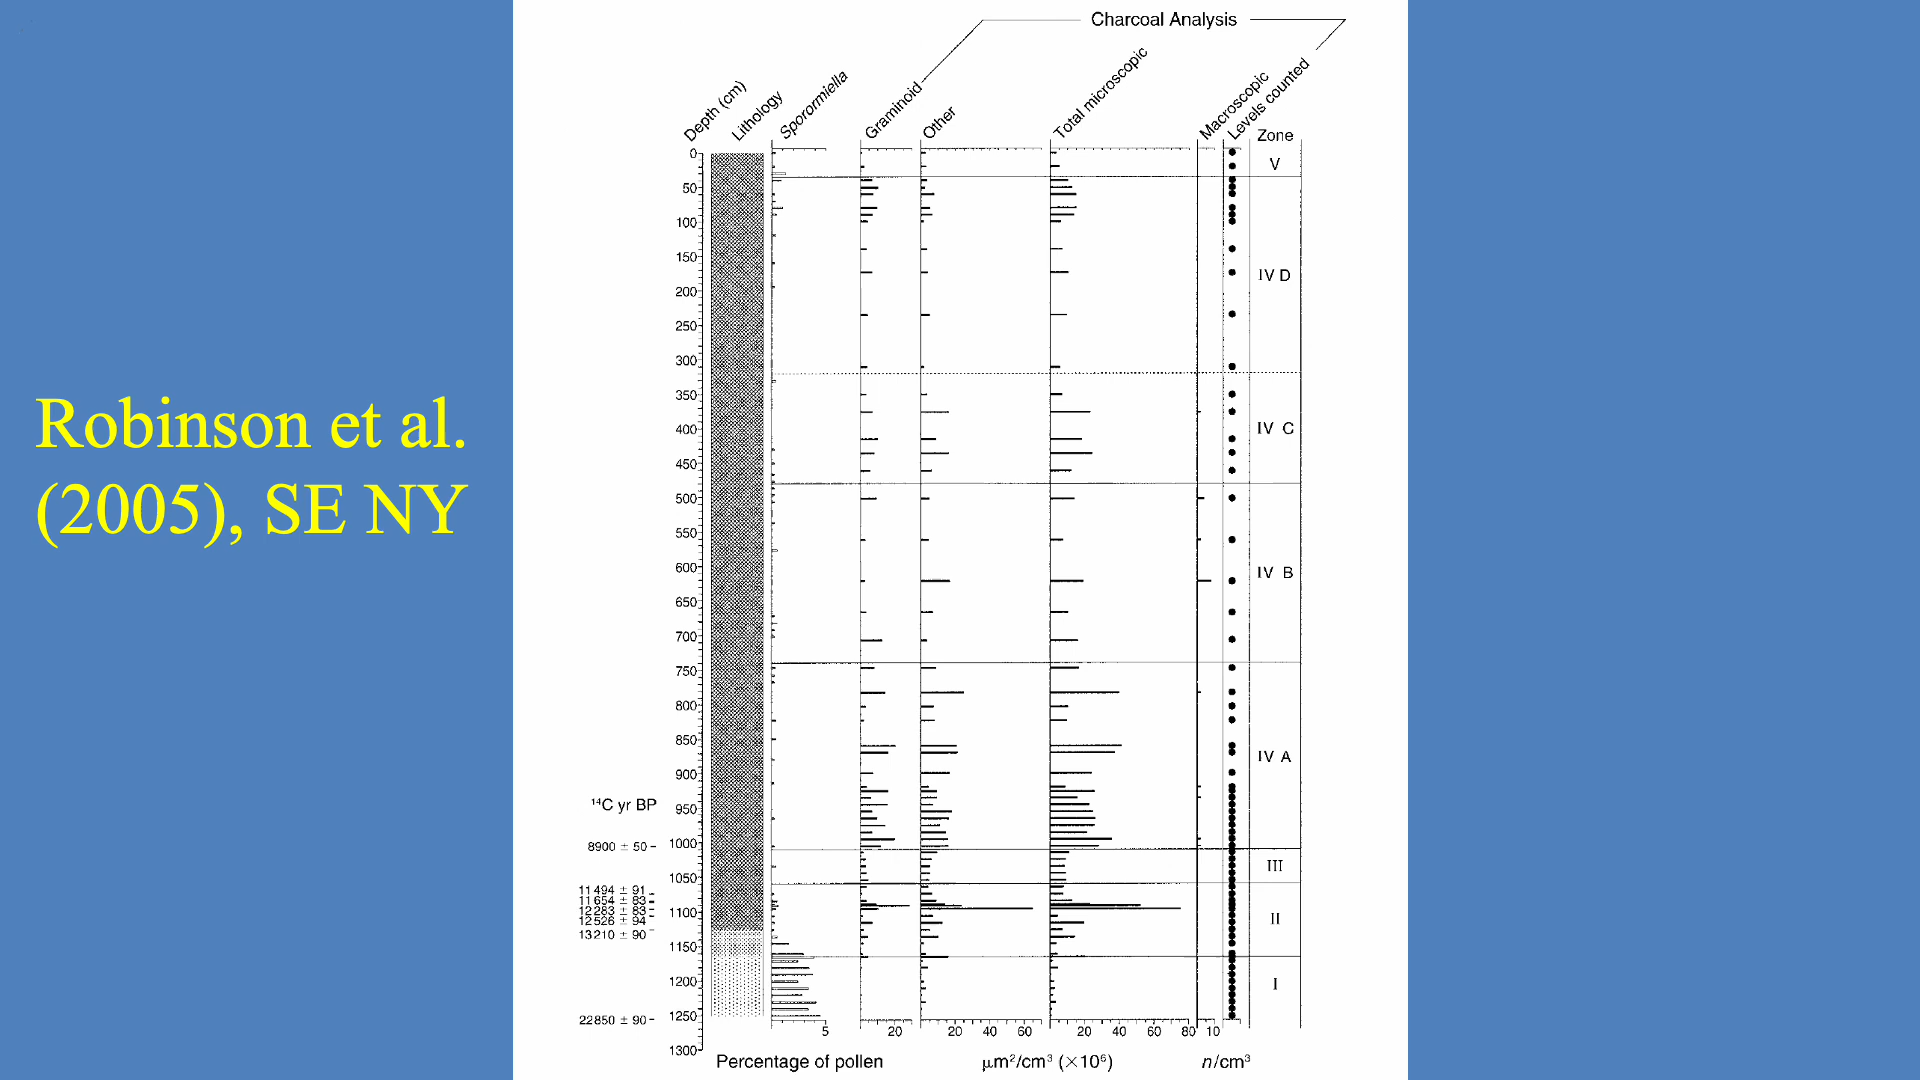 Robinson et al.
(2005), SE NY
Charcoal Analysis
Depth (cm)
Lithology
Sporormiella
Graminoid
Other
Total microscopic
Macroscopic
Levels counted
Zone
0
50
100
150
200
250
300
350
400
450
500
550
600
650
700
750
800
850
900
950
1000
1050
1100
1150
1200
1250
1300
V
IV D
IV C
IV B
IV A
III
II
I
¹⁴C yr BP
8900 ± 50
11494 ± 91
11654 ± 83
12283 ± 83
12526 ± 94
13210 ± 90
22850 ± 90
5
20
20 40 60
20 40 60 80
10
Percentage of pollen
μm²/cm³ (×10⁶)
n/cm³